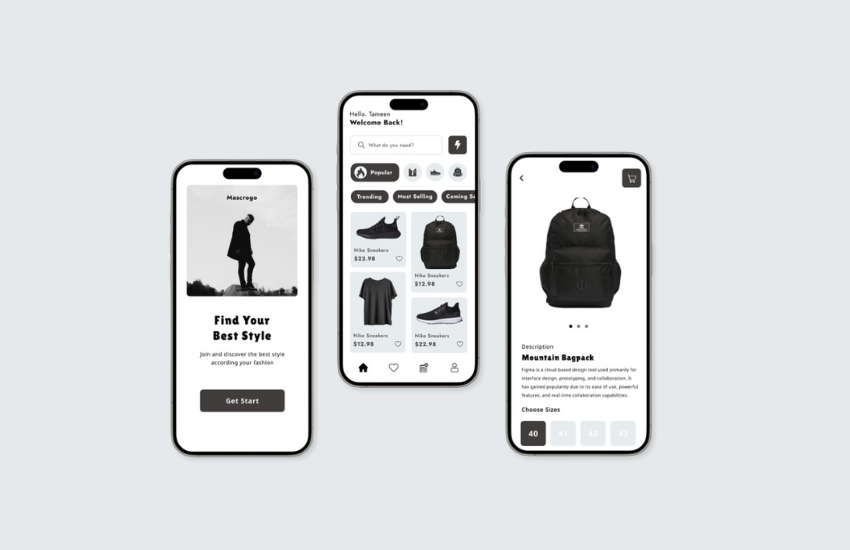 Mascrogo
Find Your
Best Style
Join and discover the best style
according your fashion
Get Start
Hello, Tameen
Welcome Back!
What do you need?
Popular
Trending
Most Selling
Coming So
Nike Sneakers
$22.98
Nike Sneakers
$12.98
Nike Sneakers
$12.98
Nike Sneakers
$22.98
Description
Mountain Bagpack
Figma is a cloud-based design tool used primarily for
interface design, prototyping, and collaboration. It
has gained popularity due to its ease of use, powerful
features, and real-time collaboration capabilities.
Choose Sizes
40
41
42
43